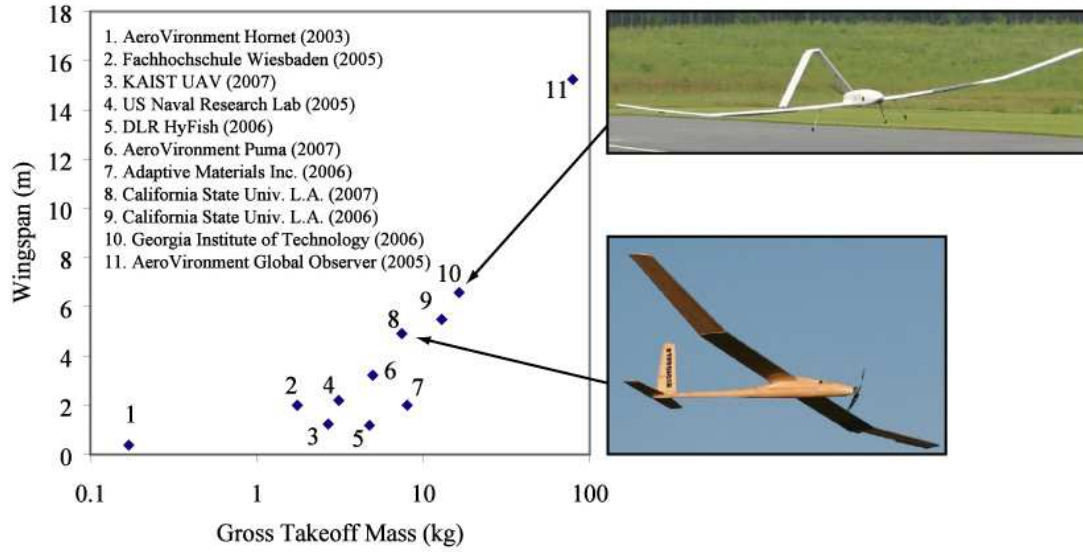 18
16
14
12
10
8
6
4
2
0
Wingspan (m)
1. AeroVironment Hornet (2003)
2. Fachhochschule Wiesbaden (2005)
3. KAIST UAV (2007)
4. US Naval Research Lab (2005)
5. DLR HyFish (2006)
6. AeroVironment Puma (2007)
7. Adaptive Materials Inc. (2006)
8. California State Univ. L.A. (2007)
9. California State Univ. L.A. (2006)
10. Georgia Institute of Technology (2006)
11. AeroVironment Global Observer (2005)
11
10
9
8
6
7
2
4
3
5
1
0.1
1
10
100
Gross Takeoff Mass (kg)